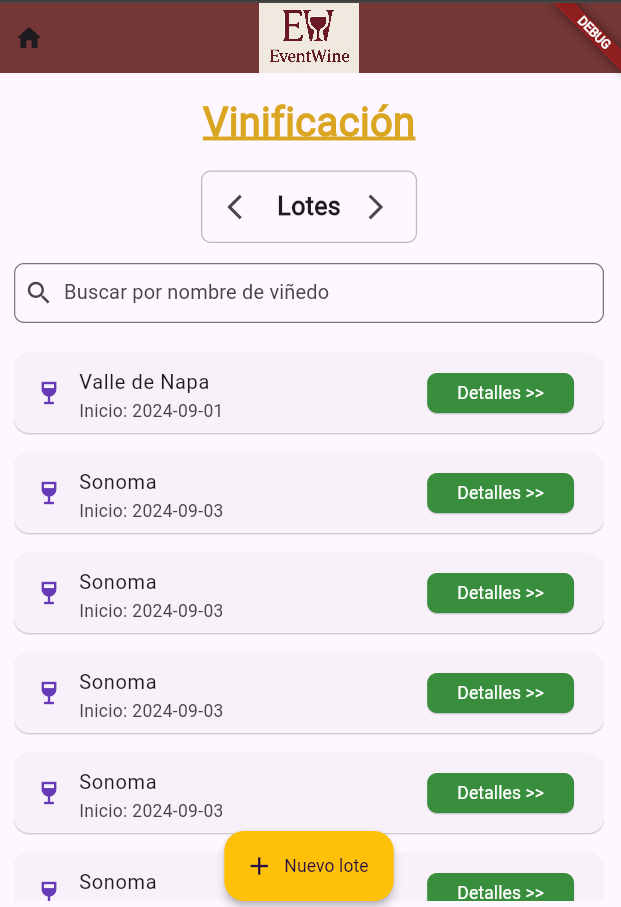 EW
EventWine
DEBUG
Vinificación
Lotes
Buscar por nombre de viñedo
Valle de Napa
Inicio: 2024-09-01
Detalles >>
Sonoma
Inicio: 2024-09-03
Detalles >>
Sonoma
Inicio: 2024-09-03
Detalles >>
Sonoma
Inicio: 2024-09-03
Detalles >>
Sonoma
Inicio: 2024-09-03
Detalles >>
Sonoma
Detalles >>
+ Nuevo lote